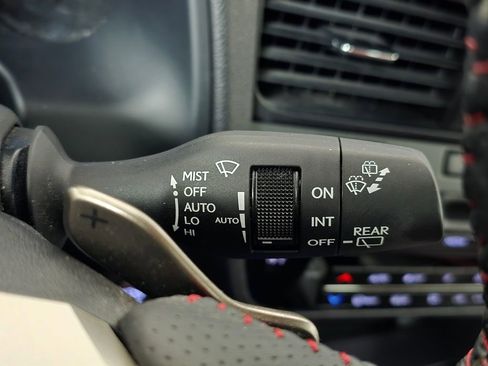 MIST
OFF
AUTO
LO
HI
AUTO
ON
INT
OFF
REAR
+